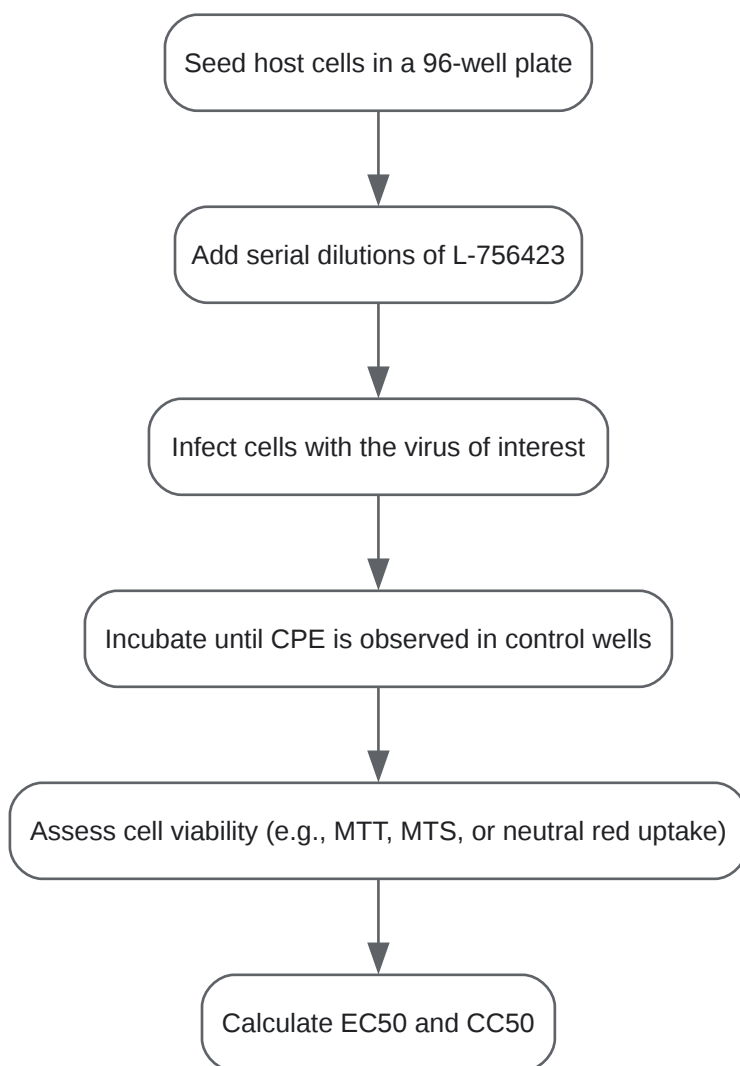 Seed host cells in a 96-well plate
Add serial dilutions of L-756423
Infect cells with the virus of interest
Incubate until CPE is observed in control wells
Assess cell viability (e.g., MTT, MTS, or neutral red uptake)
Calculate EC50 and CC50